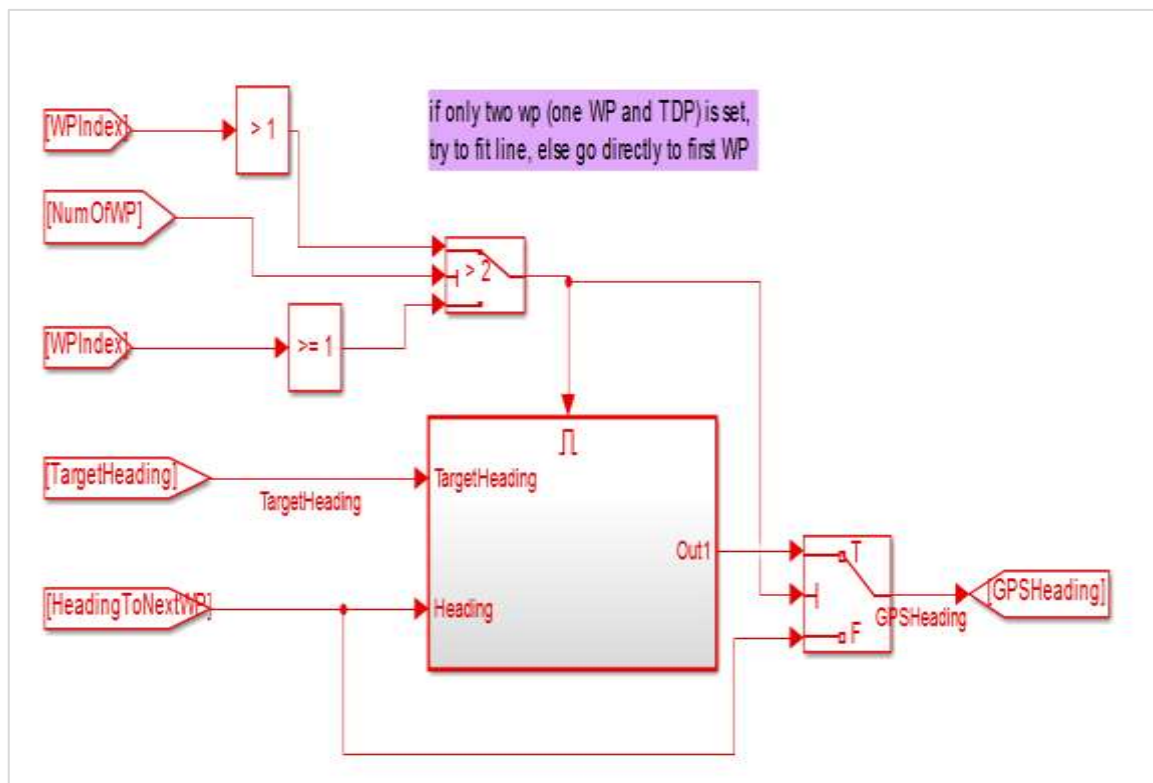 [WPIndex]
> 1
if only two wp (one WP and TDP) is set,
try to fit line, else go directly to first WP
[NumOfWP]
> 2
[WPIndex]
>= 1
[TargetHeading]
TargetHeading
TargetHeading
Out1
[HeadingToNextWP]
Heading
T
F
GPSHeading
[GPSHeading]